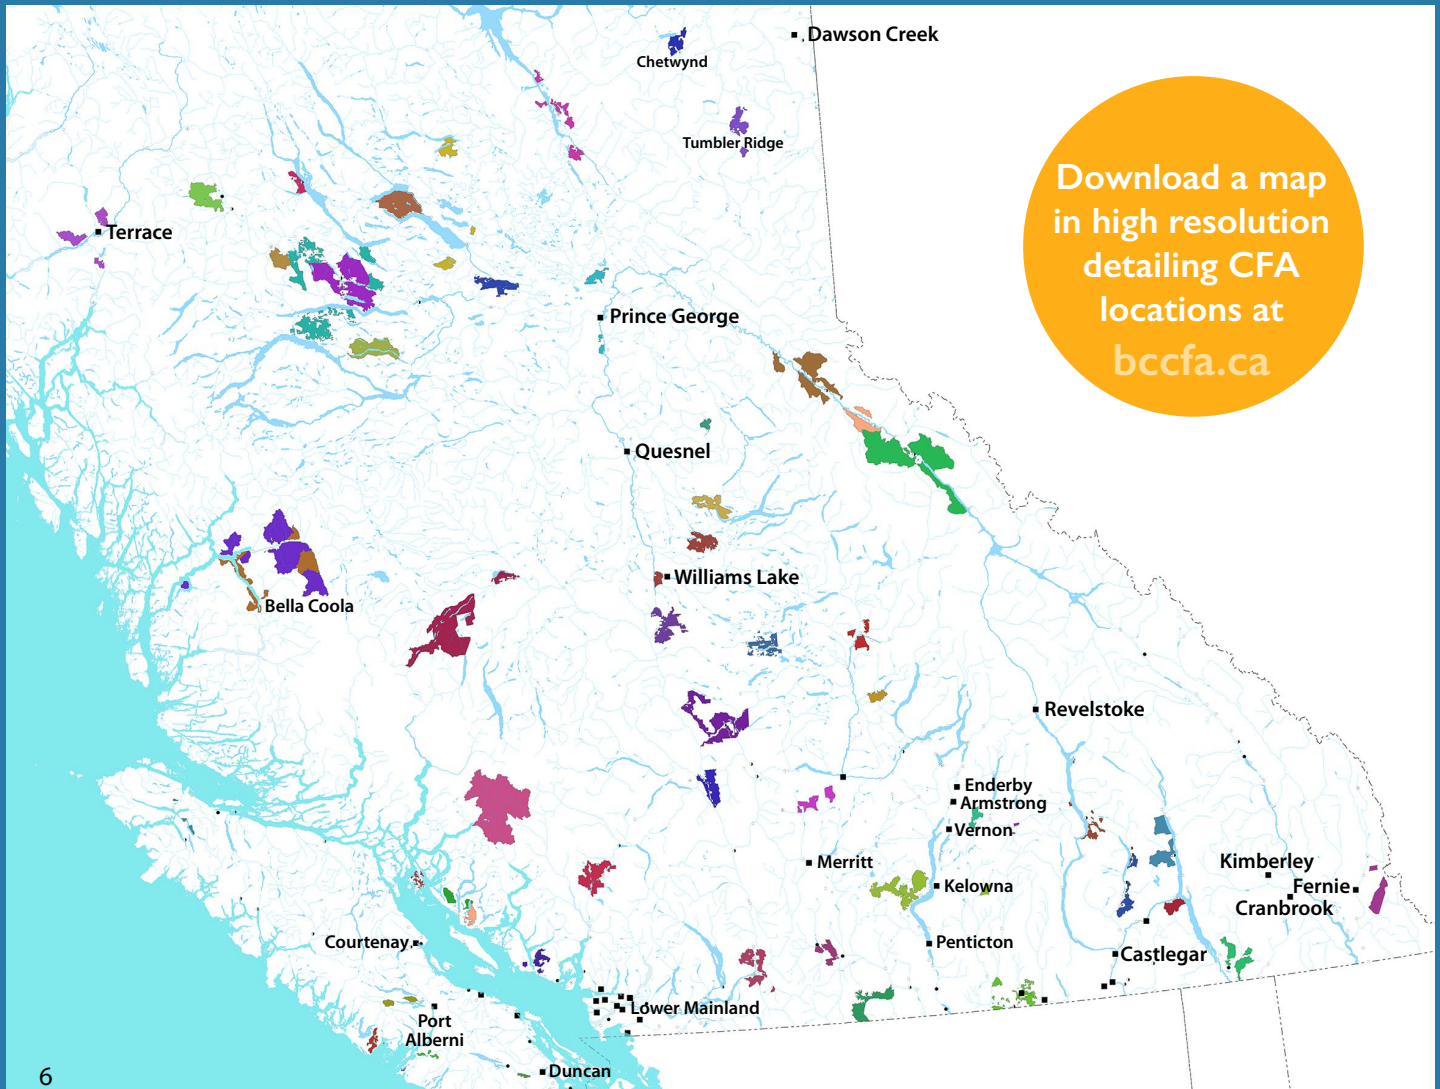 Dawson Creek
Chetwynd
Tumbler Ridge
Download a map
in high resolution
detailing CFA
locations at
bccfa.ca
Terrace
Prince George
Quesnel
Williams Lake
Bella Coola
Revelstoke
Enderby
Armstrong
Vernon
Merritt
Kelowna
Kimberley
Fernie
Cranbrook
Courtenay
Penticton
Castlegar
Lower Mainland
Port
Alberni
Duncan
6